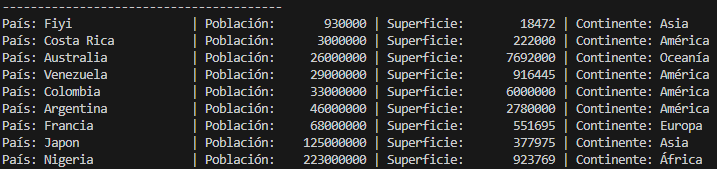 ----------------------------------------
País: Fiyi | Población: 930000 | Superficie: 18472 | Continente: Asia
País: Costa Rica | Población: 3000000 | Superficie: 222000 | Continente: América
País: Australia | Población: 26000000 | Superficie: 7692000 | Continente: Oceanía
País: Venezuela | Población: 29000000 | Superficie: 916445 | Continente: América
País: Colombia | Población: 33000000 | Superficie: 6000000 | Continente: América
País: Argentina | Población: 46000000 | Superficie: 2780000 | Continente: América
País: Francia | Población: 68000000 | Superficie: 551695 | Continente: Europa
País: Japon | Población: 125000000 | Superficie: 377975 | Continente: Asia
País: Nigeria | Población: 223000000 | Superficie: 923769 | Continente: África